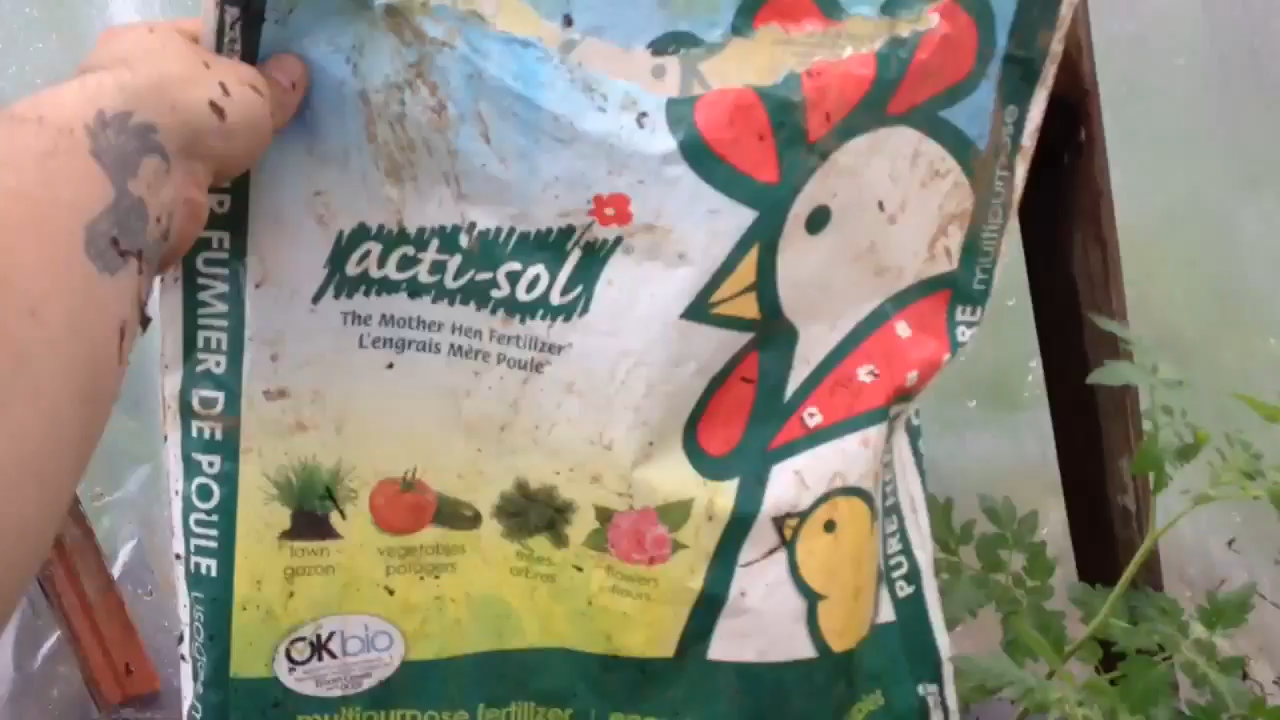 acti-sol
The Mother Hen Fertilizer
L'engrais Mère Poule
lawn
gazon
vegetables
potagers
trees
arbres
flowers
fleurs
OKbio
multipurpose fertilizer
FUMIER DE POULE
PURE
multipurpose